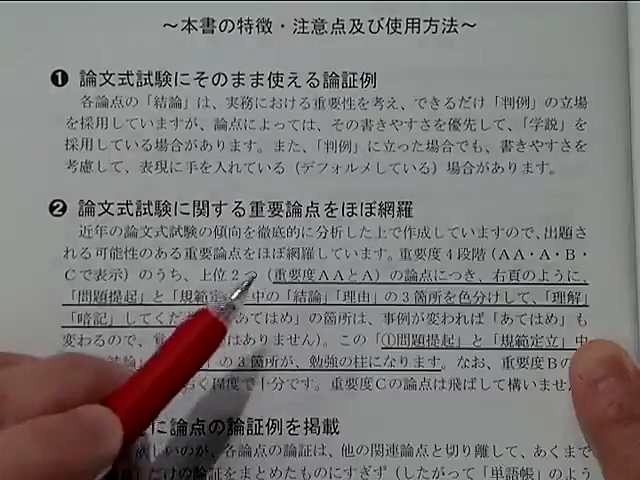 ～本書の特徴・注意点及び使用方法～
❶ 論文式試験にそのまま使える論証例
各論点の「結論」は、実務における重要性を考え、できるだけ「判例」の立場
を採用していますが、論点によっては、その書きやすさを優先して、「学説」を
採用している場合があります。また、「判例」に立った場合でも、書きやすさを
考慮して、表現に手を入れている（デフォルメしている）場合があります。
❷ 論文式試験に関する重要論点をほぼ網羅
近年の論文式試験の傾向を徹底的に分析した上で作成していますので、出題さ
れる可能性のある重要論点をほぼ網羅しています。重要度４段階（ＡＡ・Ａ・Ｂ・
Ｃで表示）のうち、上位２つ（重要度ＡＡとＡ）の論点につき、右頁のように、
「問題提起」と「規範定立」中の「結論」「理由」の３箇所を色分けして、「理解」
「暗記」してくだ 「あてはめ」の箇所は、事例が変われば「あてはめ」も
変わるので、 はありません）。この「①問題提起」と「規範定立」中
の３箇所が、勉強の柱になります。なお、重要度Ｂの
程度で十分です。重要度Ｃの論点は飛ばして構いませ
に論点の論証例を掲載
しいのが、各論点の論証は、他の関連論点と切り離して、あくまで
だけの論証をまとめたものにすぎず（したがって「単語帳」のよう